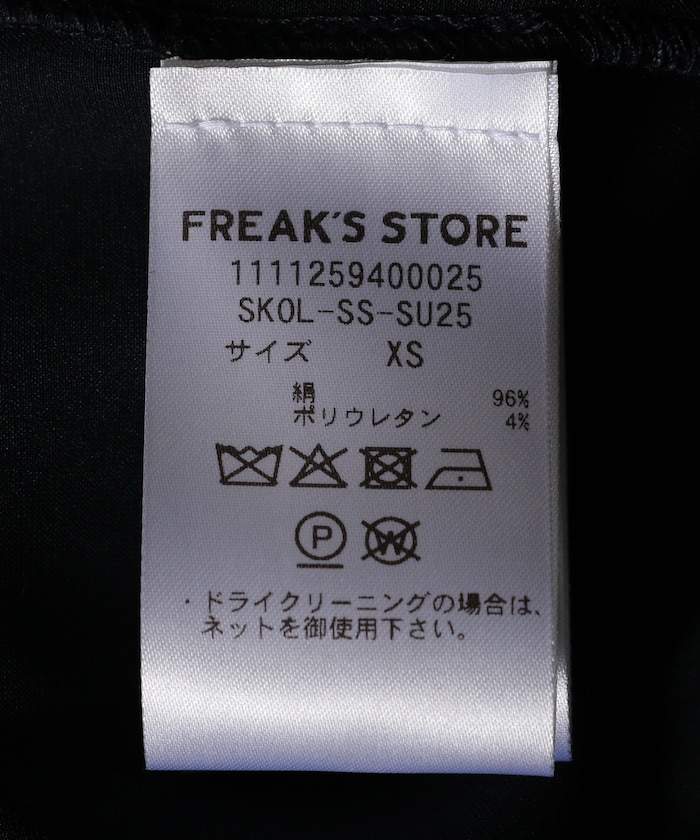 FREAK'S STORE
1111259400025
SKOL-SS-SU25
サイズ XS
絹 96%
ポリウレタン 4%
P W
・ドライクリーニングの場合は、
ネットを御使用下さい。